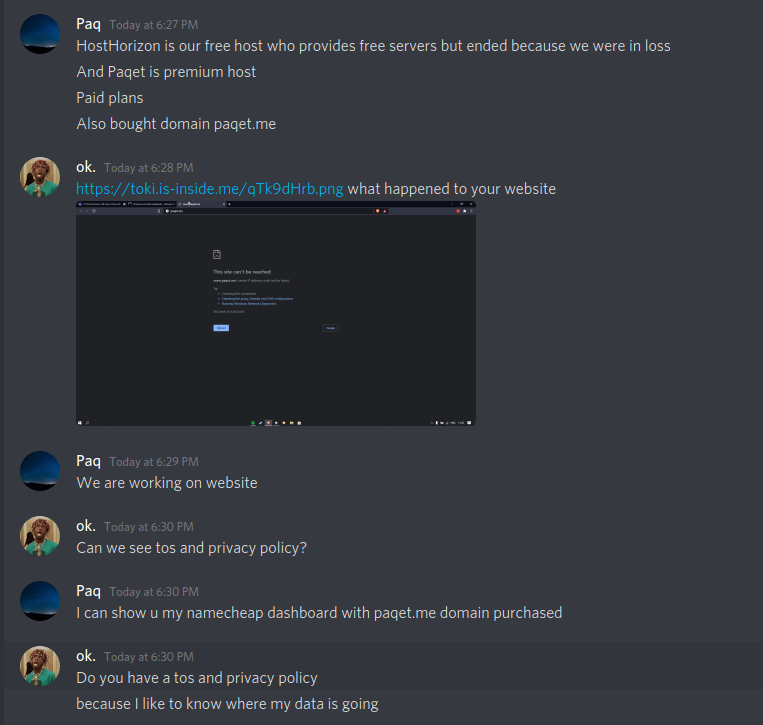 Paq Today at 6:27 PM
HostHorizon is our free host who provides free servers but ended because we were in loss
And Paqet is premium host
Paid plans
Also bought domain paqet.me
ok. Today at 6:28 PM
https://toki.is-inside.me/qTk9dHrb.png what happened to your website
This site can't be reached
Paq Today at 6:29 PM
We are working on website
ok. Today at 6:30 PM
Can we see tos and privacy policy?
Paq Today at 6:30 PM
I can show u my namecheap dashboard with paqet.me domain purchased
ok. Today at 6:30 PM
Do you have a tos and privacy policy
because I like to know where my data is going